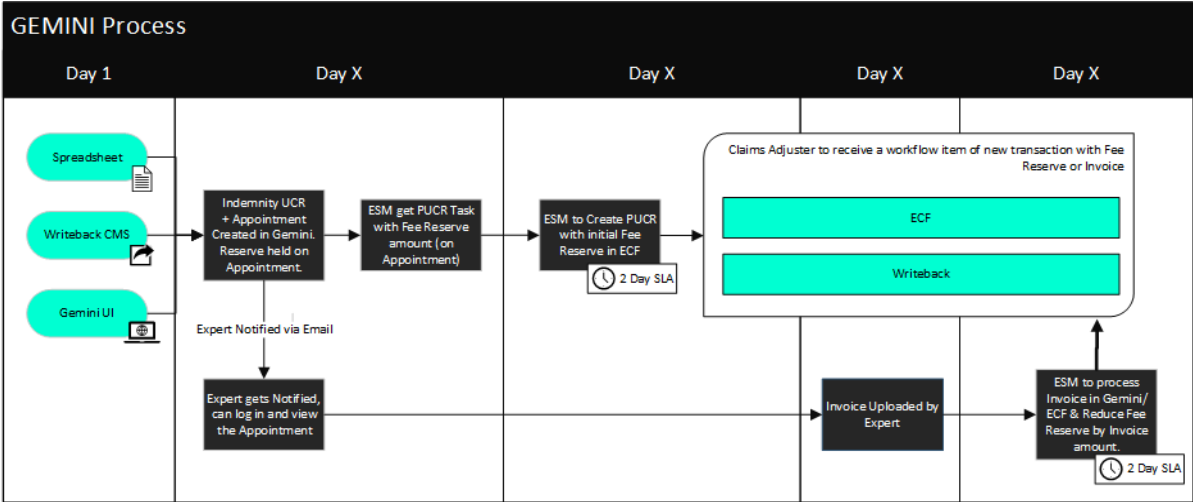 GEMINI Process
Day 1
Day X
Day X
Day X
Day X
Spreadsheet
Writeback CMS
Gemini UI
Indemnity UCR
+ Appointment
Created in Gemini.
Reserve held on
Appointment.
ESM get PUCR Task
with Fee Reserve
amount (on
Appointment)
ESM to Create PUCR
with initial Fee
Reserve in ECF
2 Day SLA
Claims Adjuster to receive a workflow item of new transaction with Fee
Reserve or Invoice
ECF
Writeback
Expert Notified via Email
Expert gets Notified,
can log in and view
the Appointment
Invoice Uploaded by
Expert
ESM to process
Invoice in Gemini/
ECF & Reduce Fee
Reserve by Invoice
amount.
2 Day SLA